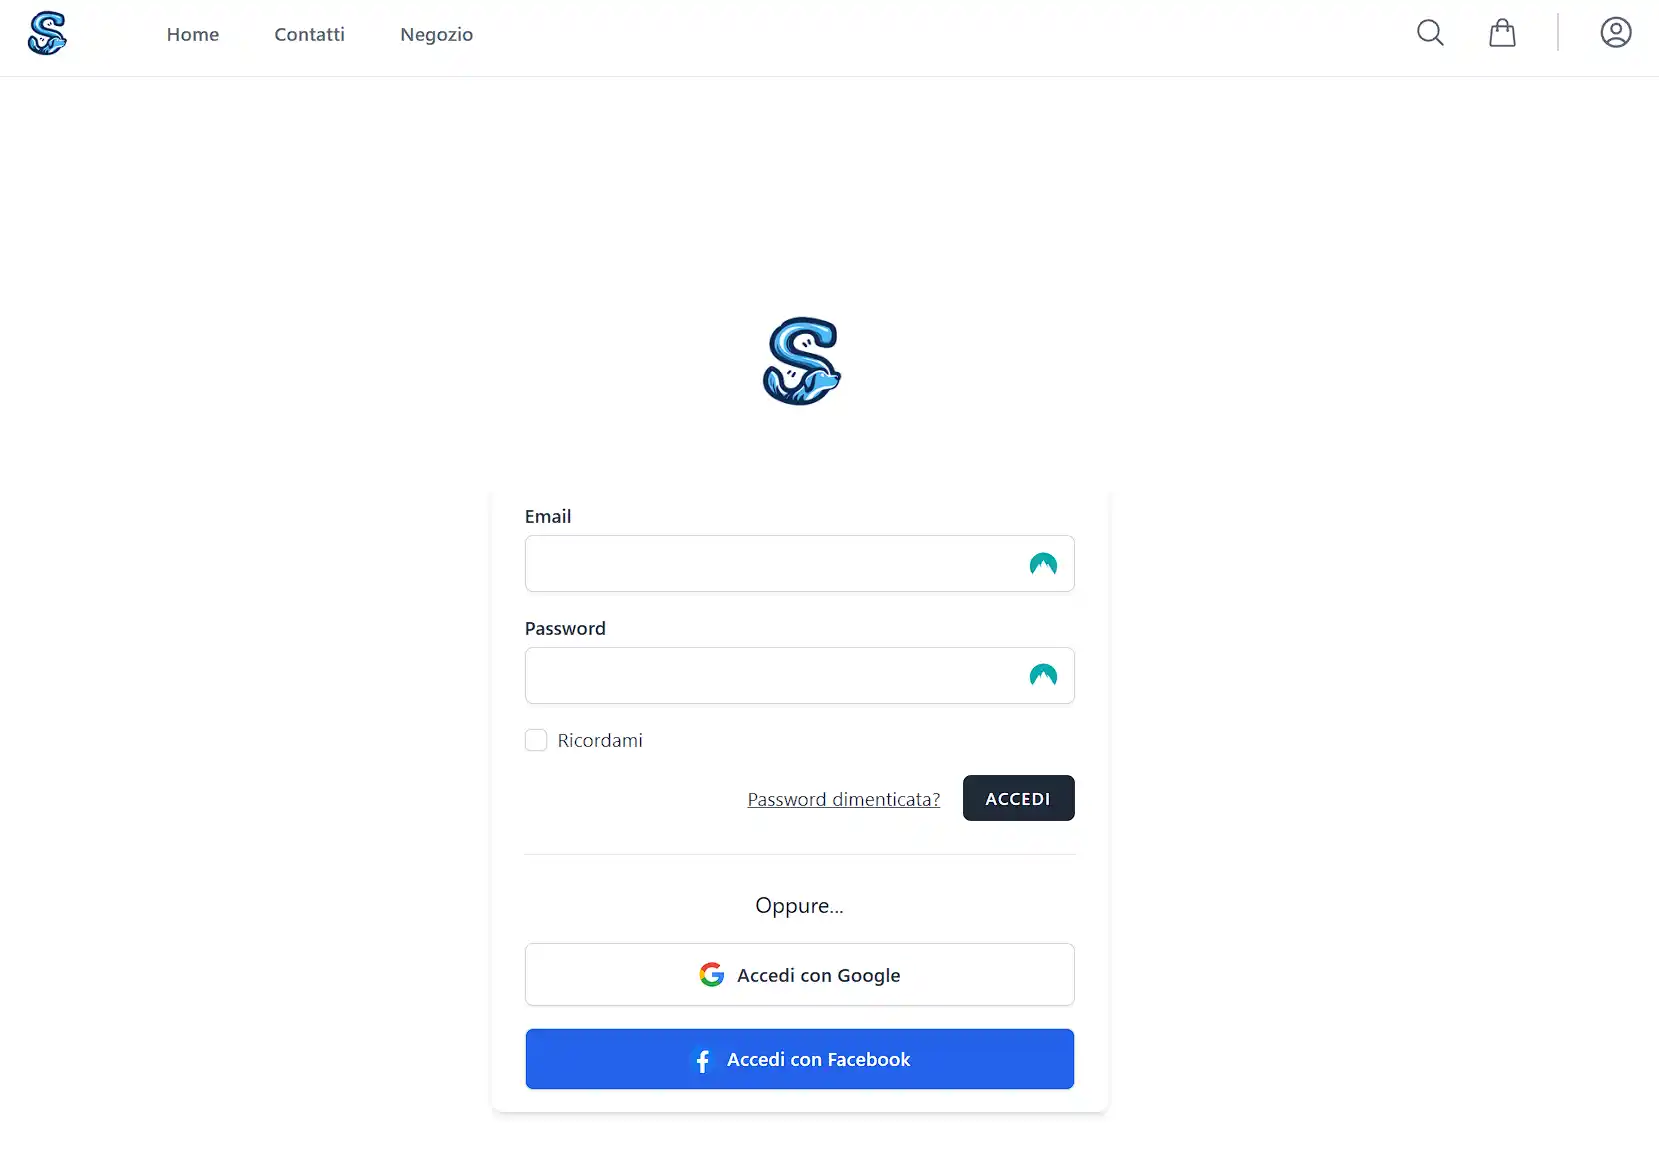 Home
Contatti
Negozio
Email
Password
Ricordami
Password dimenticata?
ACCEDI
Oppure...
Accedi con Google
Accedi con Facebook